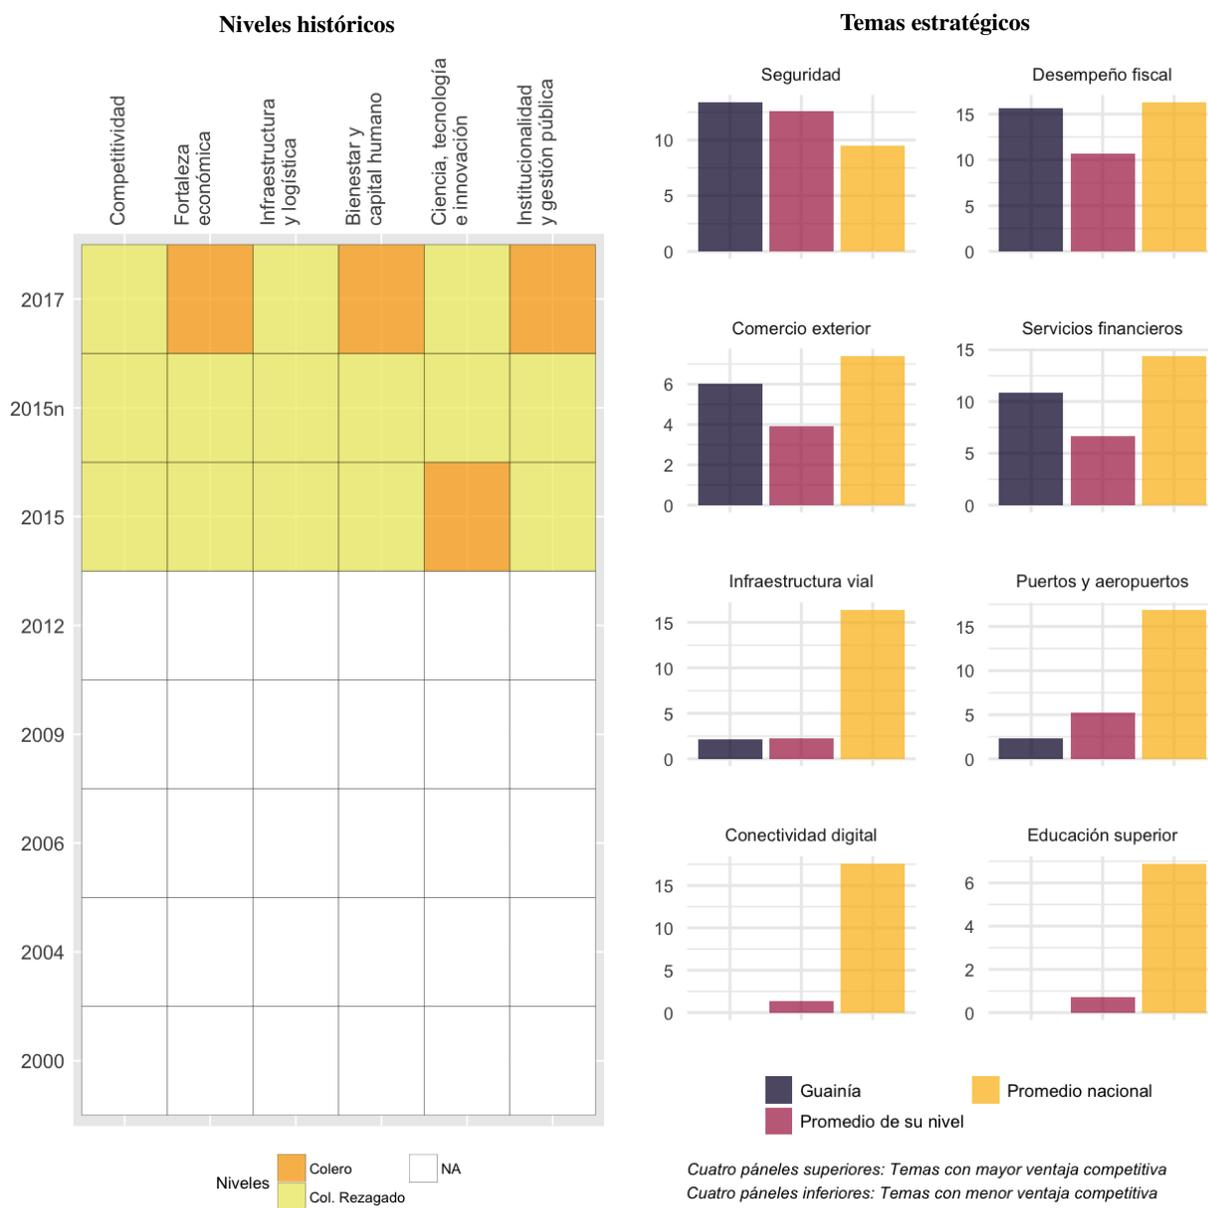 Niveles históricos
Competitividad
Fortaleza
económica
Infraestructura
y logística
Bienestar y
capital humano
Ciencia, tecnología
e innovación
Institucionalidad
y gestión pública
2017
2015n
2015
2012
2009
2006
2004
2000
Niveles
Colero
Col. Rezagado
NA
Temas estratégicos
Seguridad
10
5
0
Desempeño fiscal
15
10
5
0
Comercio exterior
6
4
2
0
Servicios financieros
15
10
5
0
Infraestructura vial
15
10
5
0
Puertos y aeropuertos
15
10
5
0
Conectividad digital
15
10
5
0
Educación superior
6
4
2
0
Guainía
Promedio de su nivel
Promedio nacional
Cuatro páneles superiores: Temas con mayor ventaja competitiva
Cuatro páneles inferiores: Temas con menor ventaja competitiva